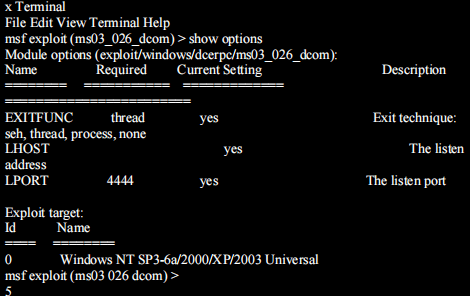 x Terminal
File Edit View Terminal Help
msf exploit (ms03_026_dcom) > show options
Module options (exploit/windows/dcerpc/ms03_026_dcom):
Name Required Current Setting Description
======== =========== =============
========================
EXITFUNC thread yes Exit technique:
seh, thread, process, none
LHOST yes The listen
address
LPORT 4444 yes The listen port
Exploit target:
Id Name
==== ========
0 Windows NT SP3-6a/2000/XP/2003 Universal
msf exploit (ms03 026 dcom) >
5